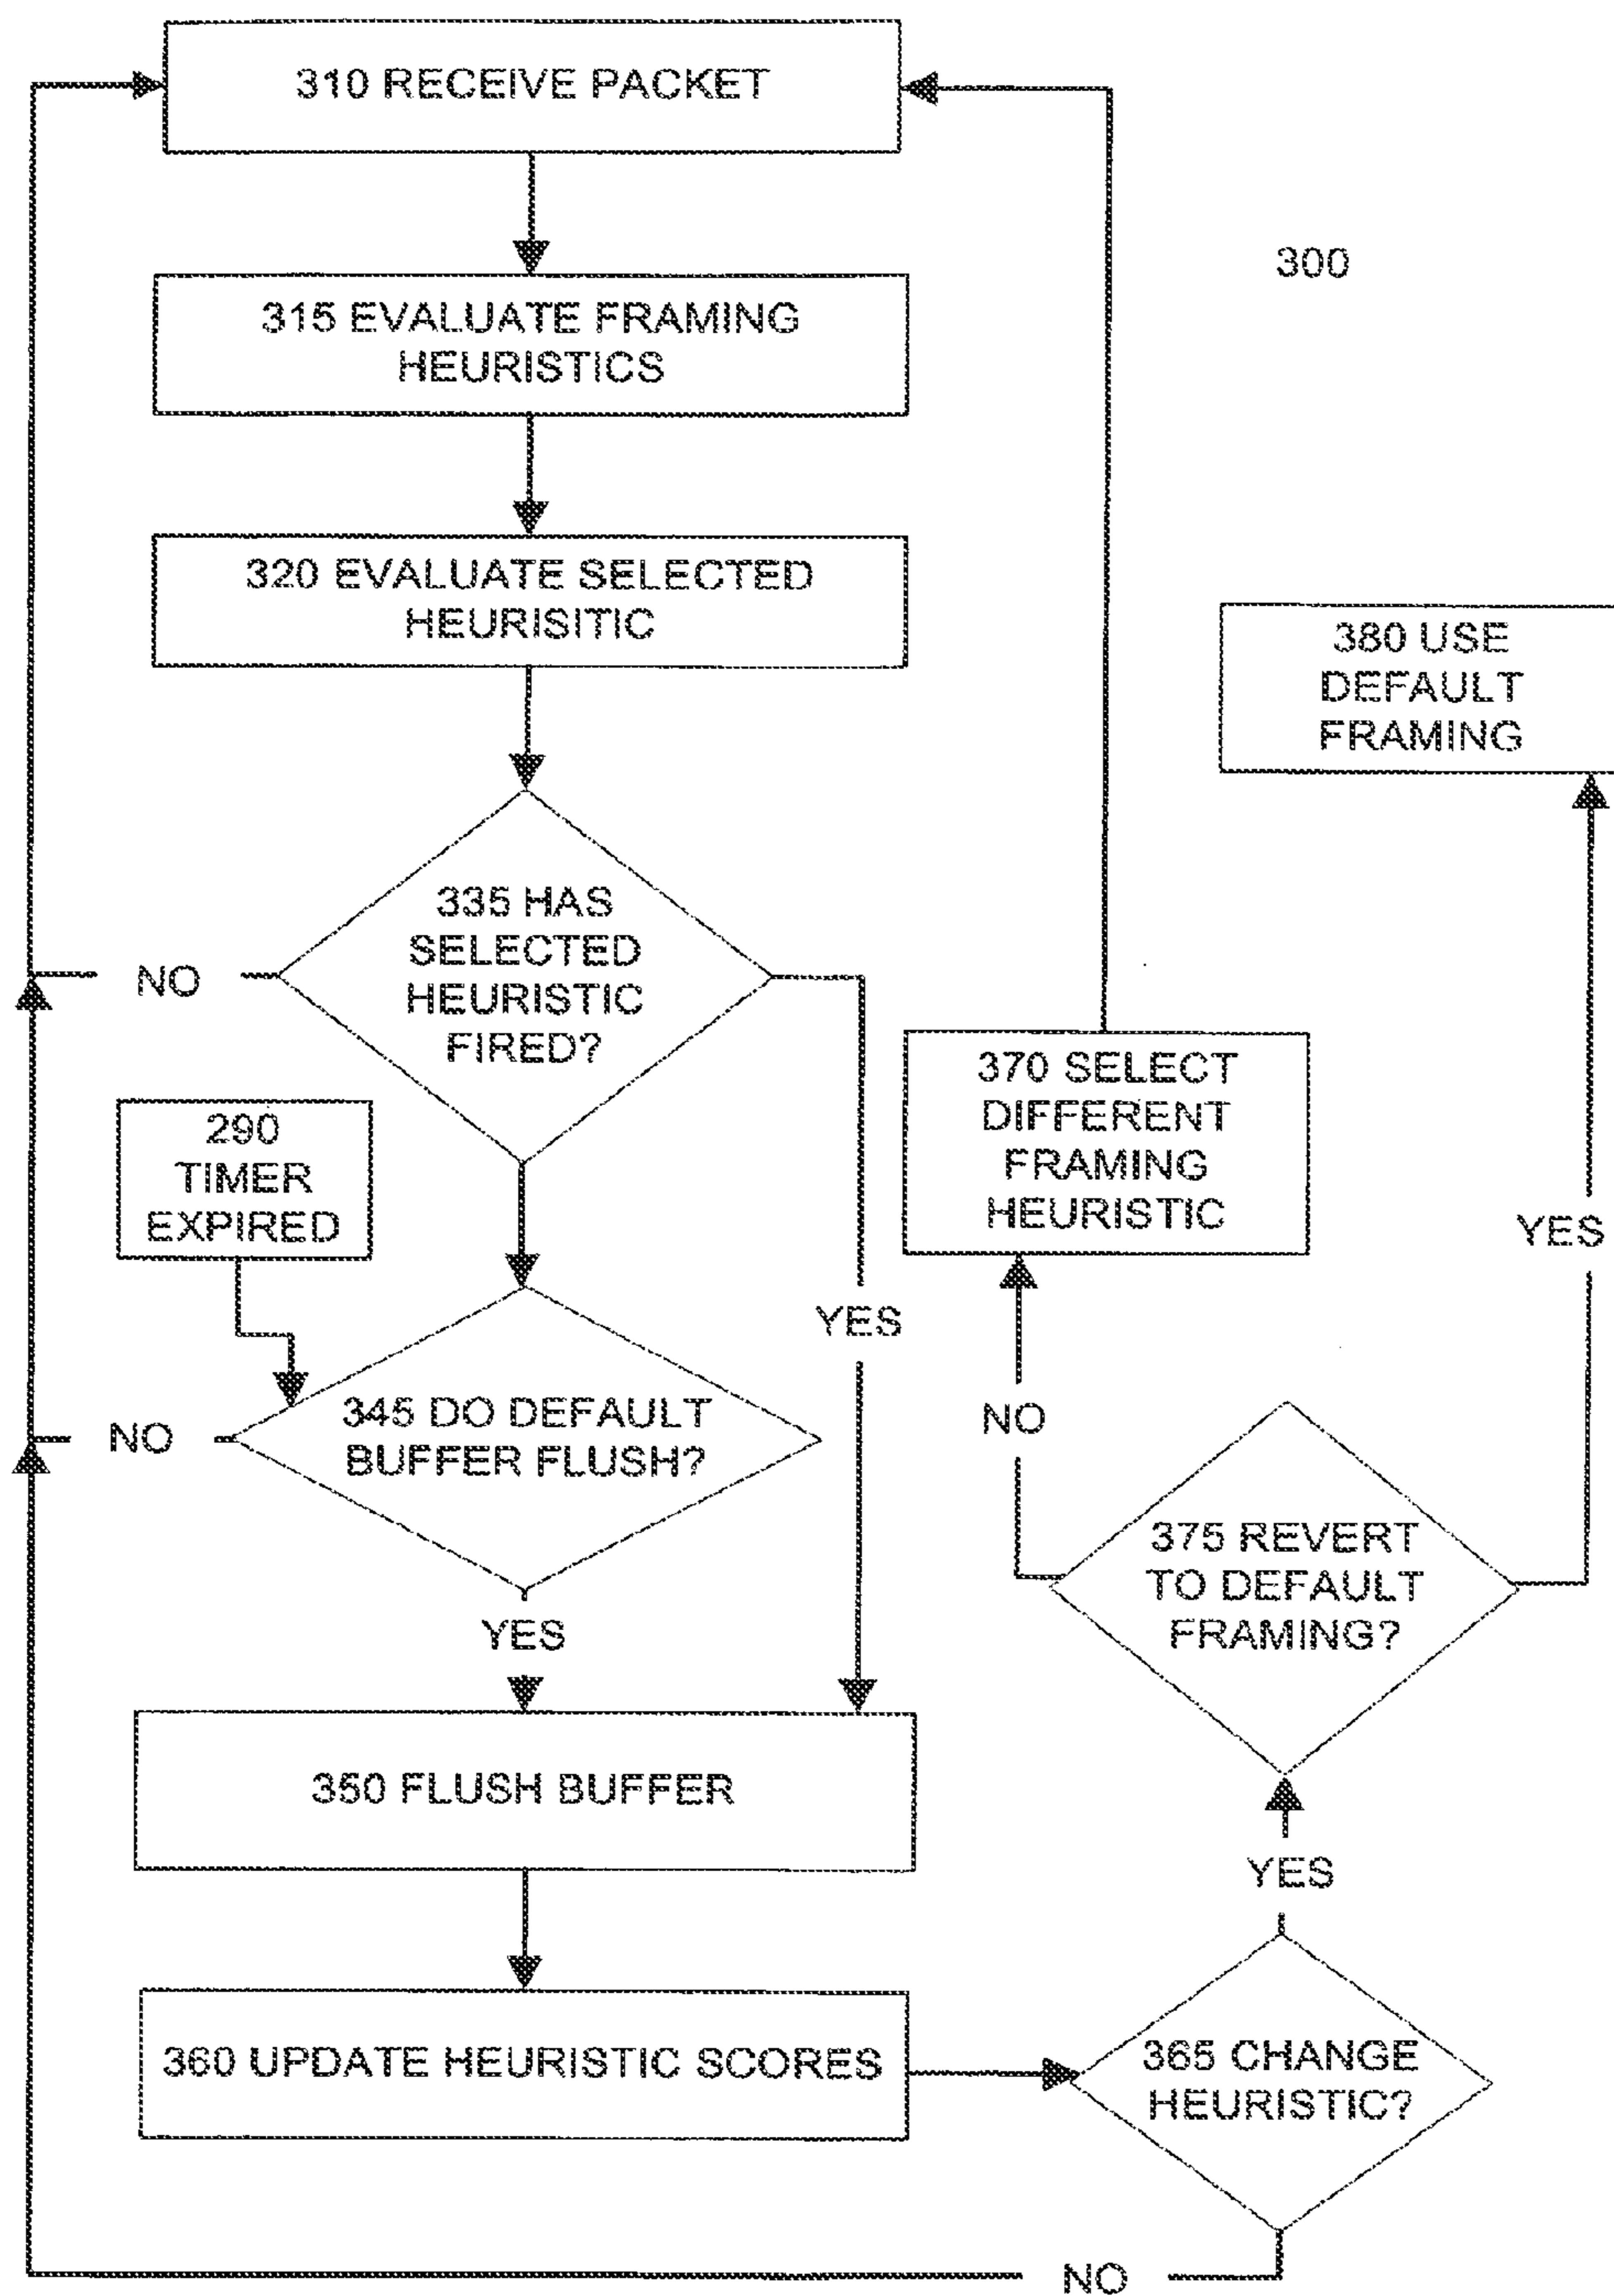 310 RECEIVE PACKET
300
315 EVALUATE FRAMING
HEURISTICS
320 EVALUATE SELECTED
HEURISITIC
380 USE
DEFAULT
FRAMING
335 HAS
SELECTED
HEURISTIC
FIRED?
NO
370 SELECT
DIFFERENT
FRAMING
HEURISTIC
290
TIMER
EXPIRED
YES
YES
345 DO DEFAULT
BUFFER FLUSH?
NO
NO
375 REVERT
TO DEFAULT
FRAMING?
YES
350 FLUSH BUFFER
YES
360 UPDATE HEURISTIC SCORES
365 CHANGE
HEURISTIC?
NO